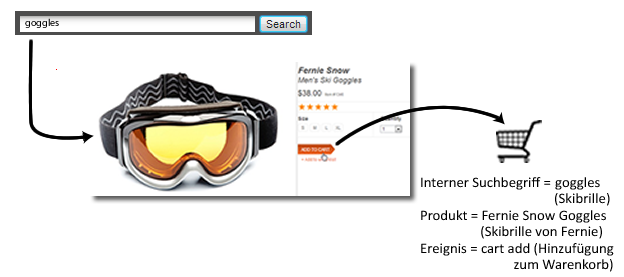 goggles
Search
Fernie Snow
Men's Ski Goggles
$38.00
Size
S M L XL
1
ADD TO CART
Interner Suchbegriff = goggles
(Skibrille)
Produkt = Fernie Snow Goggles
(Skibrille von Fernie)
Ereignis = cart add (Hinzufügung
zum Warenkorb)